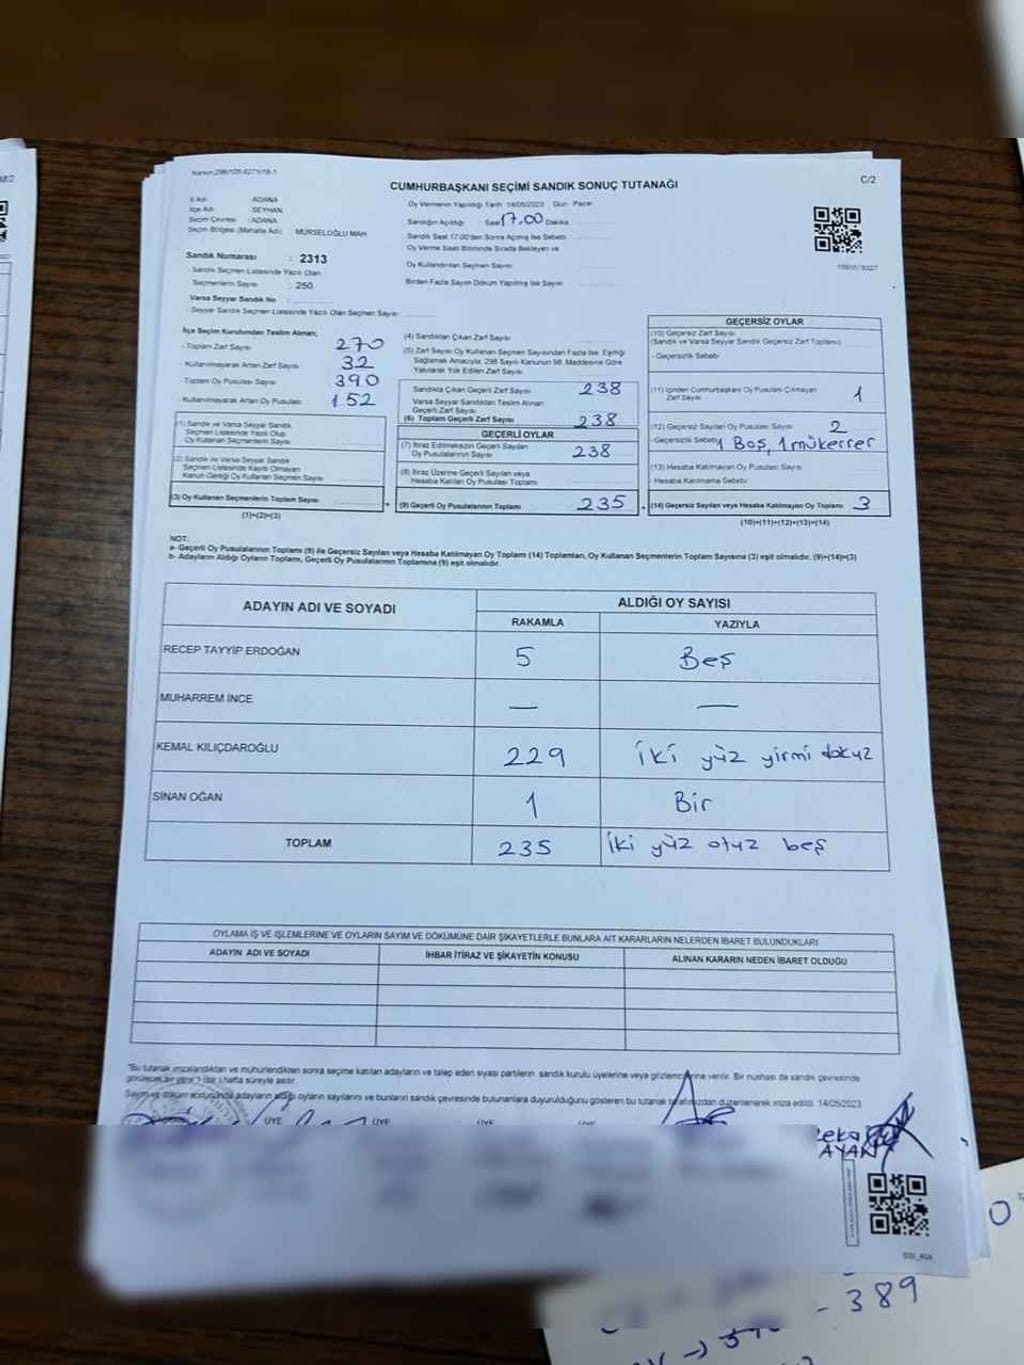 Kanun:298/105-6271/19-1
C/2
CUMHURBAŞKANI SEÇİMİ SANDIK SONUÇ TUTANAĞI
İl Adı : ADANA
İlçe Adı : SEYHAN
Seçim Çevresi : ADANA
Seçim Bölgesi (Mahalle Adı) : MÜRSELOĞLU MAH.
Sandık Numarası : 2313
Sandık Seçmen Listesinde Yazılı Olan
Seçmenlerin Sayısı : 250
Varsa Seyyar Sandık No :
Seyyar Sandık Seçmen Listesinde Yazılı Olan Seçmen Sayısı
Oy Vermenin Yapıldığı Tarih: 14/05/2023 Gün: Pazar
Sandığın Açıldığı Saat 17.00 Dakika
Sandık Saat 17.00'den Sonra Açılmış İse Sebebi
Oy Verme Saati Bitiminde Sırada Bekleyen ve
Oy Kullandırılan Seçmen Sayısı
Birden Fazla Sayım Döküm Yapılmış İse Sayısı
İlçe Seçim Kurulundan Teslim Alınan;
- Toplam Zarf Sayısı 270
- Kullanılmayarak Artan Zarf Sayısı 32
- Toplam Oy Pusulası Sayısı 390
- Kullanılmayarak Artan Oy Pusulası 152
(1) Sandık ve Varsa Seyyar Sandık
Seçmen Listesinde Yazılı Olup
Oy Kullanan Seçmenlerin Sayısı
(2) Sandık ve Varsa Seyyar Sandık
Seçmen Listesinde Kaydı Olmayan
Kanun Gereği Oy Kullanan Seçmen Sayısı
(3) Oy Kullanan Seçmenlerin Toplam Sayısı
(1)+(2)=(3)
(4) Sandıktan Çıkan Zarf Sayısı
(5) Zarf Sayısı Oy Kullanan Seçmen Sayısından Fazla İse, Eşitliği
Sağlamak Amacıyla; 298 Sayılı Kanunun 98. Maddesine Göre
Yakılarak Yok Edilen Zarf Sayısı
Sandıkta Çıkan Geçerli Zarf Sayısı 238
Varsa Seyyar Sandıktan Teslim Alınan
Geçerli Zarf Sayısı
(6) Toplam Geçerli Zarf Sayısı 238
GEÇERLİ OYLAR
(7) İtiraz Edilmeksizin Geçerli Sayılan
Oy Pusulalarının Sayısı 238
(8) İtiraz Üzerine Geçerli Sayılan veya
Hesaba Katılan Oy Pusulaları Toplamı
(9) Geçerli Oy Pusulalarının Toplamı 235
GEÇERSİZ OYLAR
(10) Geçersiz Zarf Sayısı
(Sandık ve Varsa Seyyar Sandık Geçersiz Zarf Toplamı)
- Geçersizlik Sebebi
(11) İçinden Cumhurbaşkanı Oy Pusulası Çıkmayan
Zarf Sayısı 1
(12) Geçersiz Sayılan Oy Pusulası Sayısı 2
- Geçersizlik Sebebi 1 Boş, 1 mükerrer
(13) Hesaba Katılmayan Oy Pusulası Sayısı
- Hesaba Katılmama Sebebi
(14) Geçersiz Sayılan veya Hesaba Katılmayan Oy Toplamı 3
(10)+(11)+(12)+(13)=(14)
NOT:
a- Geçerli Oy Pusulalarının Toplamı (9) ile Geçersiz Sayılan veya Hesaba Katılmayan Oy Toplamı (14) Toplamları, Oy Kullanan Seçmenlerin Toplam Sayısına (3) eşit olmalıdır. (9)+(14)=(3)
b- Adayların Aldığı Oyların Toplamı, Geçerli Oy Pusulalarının Toplamına (9) eşit olmalıdır.
ADAYIN ADI VE SOYADI
ALDIĞI OY SAYISI
RAKAMLA YAZIYLA
RECEP TAYYİP ERDOĞAN 5 Beş
MUHARREM İNCE — —
KEMAL KILIÇDAROĞLU 229 İki yüz yirmi dokuz
SİNAN OĞAN 1 Bir
TOPLAM 235 İki yüz otuz beş
OYLAMA İŞ VE İŞLEMLERİNE VE OYLARIN SAYIM VE DÖKÜMÜNE DAİR ŞİKAYETLERLE BUNLARA AİT KARARLARIN NELERDEN İBARET BULUNDUKLARI
ADAYIN ADI VE SOYADI İHBAR İTİRAZ VE ŞİKAYETİN KONUSU ALINAN KARARIN NEDEN İBARET OLDUĞU
"Bu tutanak imzalandıktan ve mühürlendikten sonra seçime katılan adayların ve talep eden siyasi partilerin sandık kurulu üyelerine veya gözlemcilerine verilir. Bir nüshası da sandık çevresinde
görülecek bir yere 1 (bir) hafta süreyle asılır.
Seçim ve döküm sonucunda adayların aldığı oyların sayılarını ve bunların sandık çevresinde bulunanlara duyurulduğunu gösteren bu tutanak tarafımızdan düzenlenerek imza edildi. 14/05/2023
ÜYE ÜYE ÜYE ÜYE
AYAN
- 389